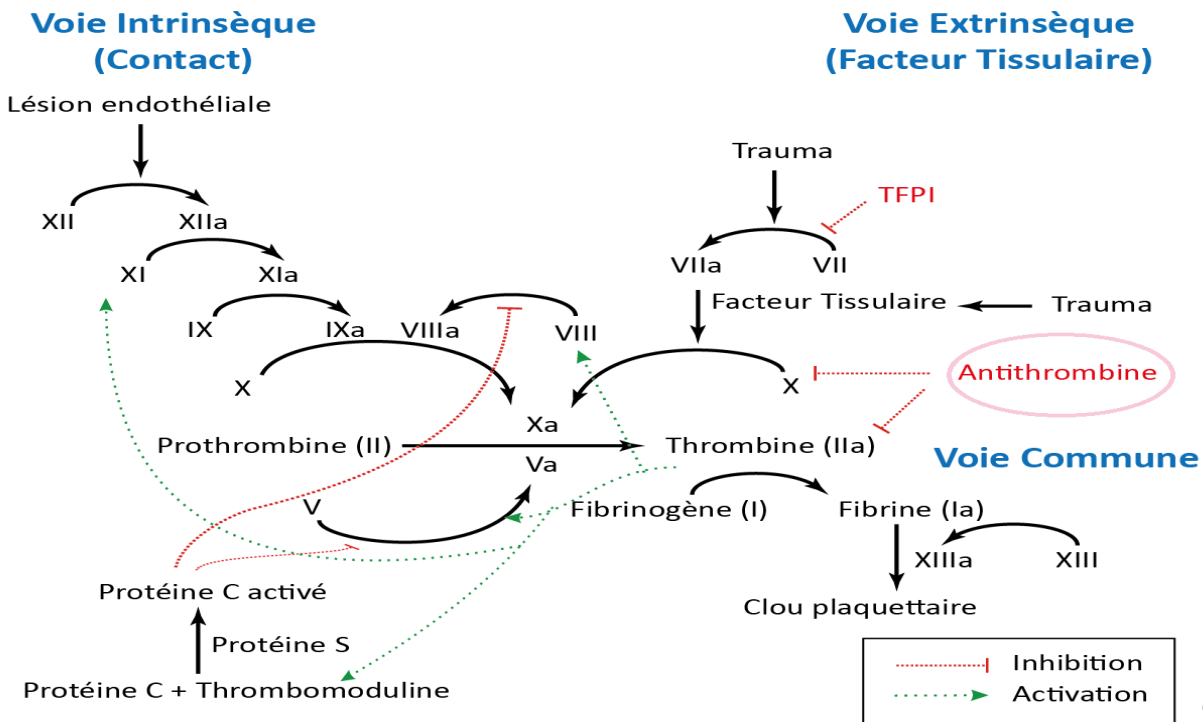 Voie Intrinsèque
(Contact)
Voie Extrinsèque
(Facteur Tissulaire)
Lésion endothéliale
Trauma
TFPI
XII
XIIa
XI
XIa
VIIa
VII
IX
IXa
VIIIa
VIII
Facteur Tissulaire
Trauma
X
X
Antithrombine
Xa
Prothrombine (II)
Thrombine (IIa)
Va
Voie Commune
V
Fibrinogène (I)
Fibrine (Ia)
XIIIa
XIII
Protéine C activé
Clou plaquettaire
Protéine S
Protéine C + Thrombomoduline
Inhibition
Activation